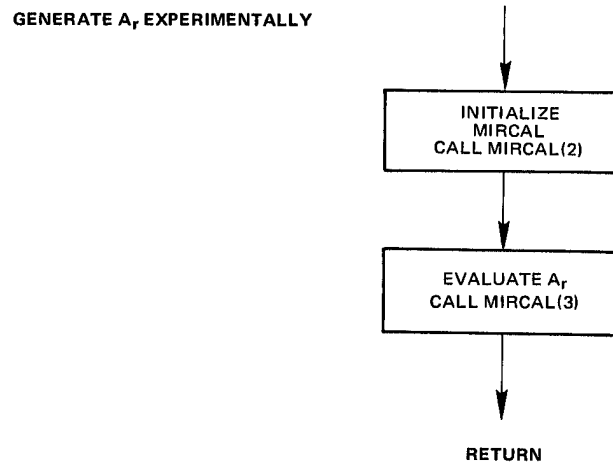 GENERATE Ar EXPERIMENTALLY
INITIALIZE
MIRCAL
CALL MIRCAL(2)
EVALUATE Ar
CALL MIRCAL(3)
RETURN